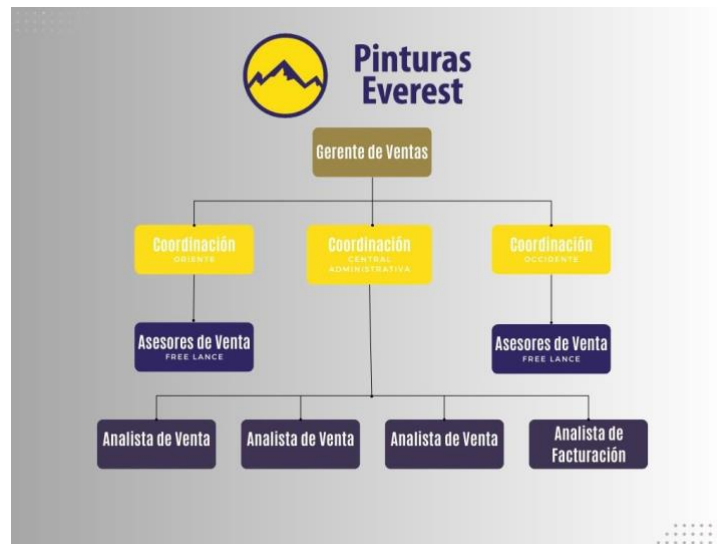 Pinturas
Everest
Gerente de Ventas
Coordinación
ORIENTE
Coordinación
CENTRAL
ADMINISTRATIVA
Coordinación
OCCIDENTE
Asesores de Venta
FREE LANCE
Asesores de Venta
FREE LANCE
Analista de Venta
Analista de Venta
Analista de Venta
Analista de
Facturación